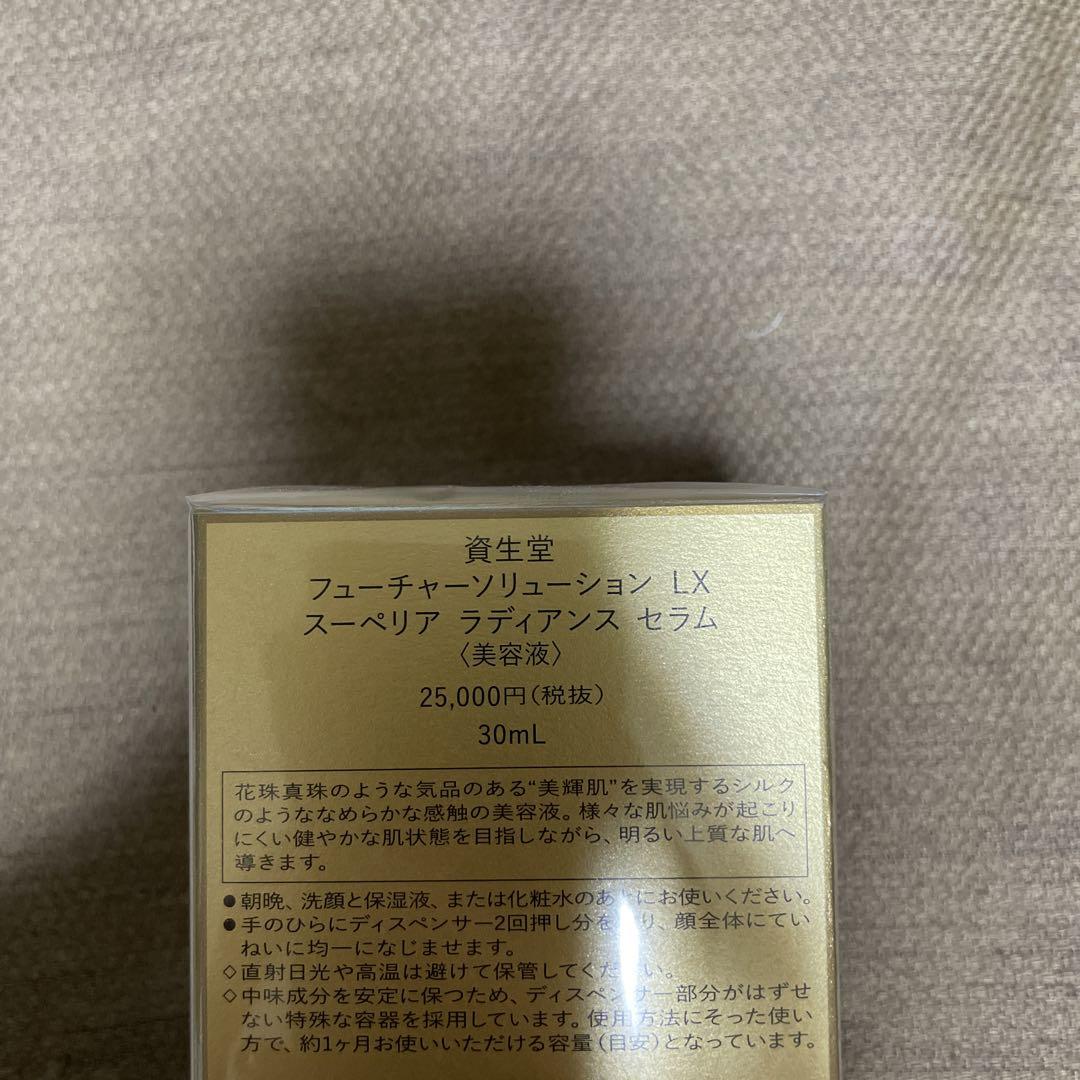 資生堂
フューチャーソリューション LX
スーペリア ラディアンス セラム
〈美容液〉
25,000円(税抜)
30mL
花珠真珠のような気品のある“美輝肌”を実現するシルク
のようななめらかな感触の美容液。様々な肌悩みが起こり
にくい健やかな肌状態を目指しながら、明るい上質な肌へ
導きます。
●朝晩、洗顔と保湿液、または化粧水のあとにお使いください。
●手のひらにディスペンサー2回押し分をとり、顔全体にてい
ねいに均一になじませます。
◇直射日光や高温は避けて保管してください。
◇中味成分を安定に保つため、ディスペンサー部分がはずせ
ない特殊な容器を採用しています。使用方法にそった使い
方で、約1ヶ月お使いいただける容量(目安)となっています。